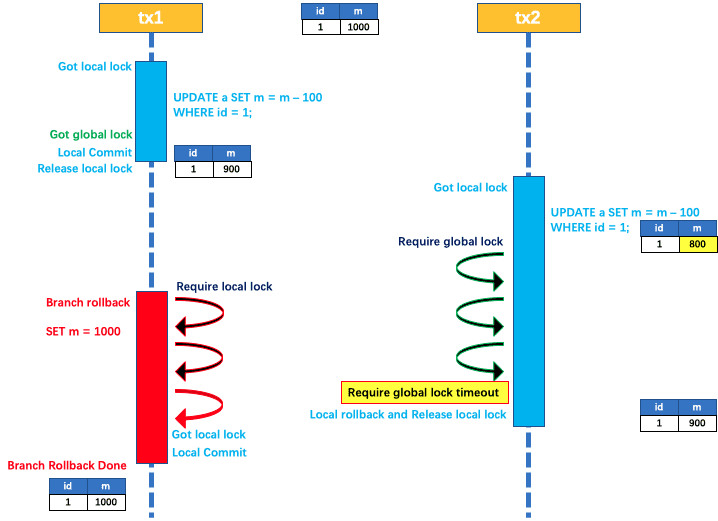 tx1
id m
1 1000
tx2
Got local lock
UPDATE a SET m = m – 100
WHERE id = 1;
Got global lock
Local Commit
Release local lock
id m
1 900
Got local lock
UPDATE a SET m = m – 100
WHERE id = 1;
id m
1 800
Require global lock
Require local lock
Branch rollback
SET m = 1000
Require global lock timeout
Local rollback and Release local lock
id m
1 900
Got local lock
Local Commit
Branch Rollback Done
id m
1 1000